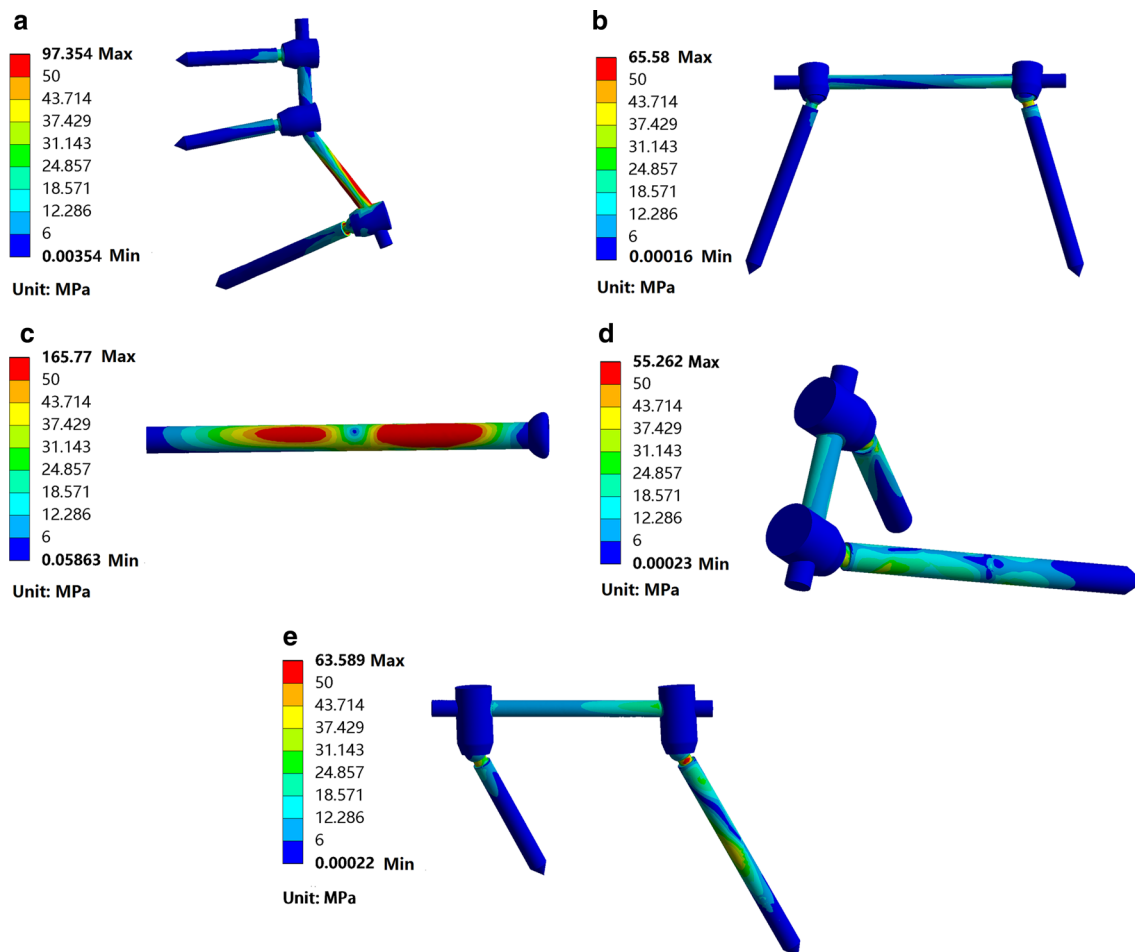 a
97.354 Max
50
43.714
37.429
31.143
24.857
18.571
12.286
6
0.00354 Min
Unit: MPa
b
65.58 Max
50
43.714
37.429
31.143
24.857
18.571
12.286
6
0.00016 Min
Unit: MPa
c
165.77 Max
50
43.714
37.429
31.143
24.857
18.571
12.286
6
0.05863 Min
Unit: MPa
d
55.262 Max
50
43.714
37.429
31.143
24.857
18.571
12.286
6
0.00023 Min
Unit: MPa
e
63.589 Max
50
43.714
37.429
31.143
24.857
18.571
12.286
6
0.00022 Min
Unit: MPa